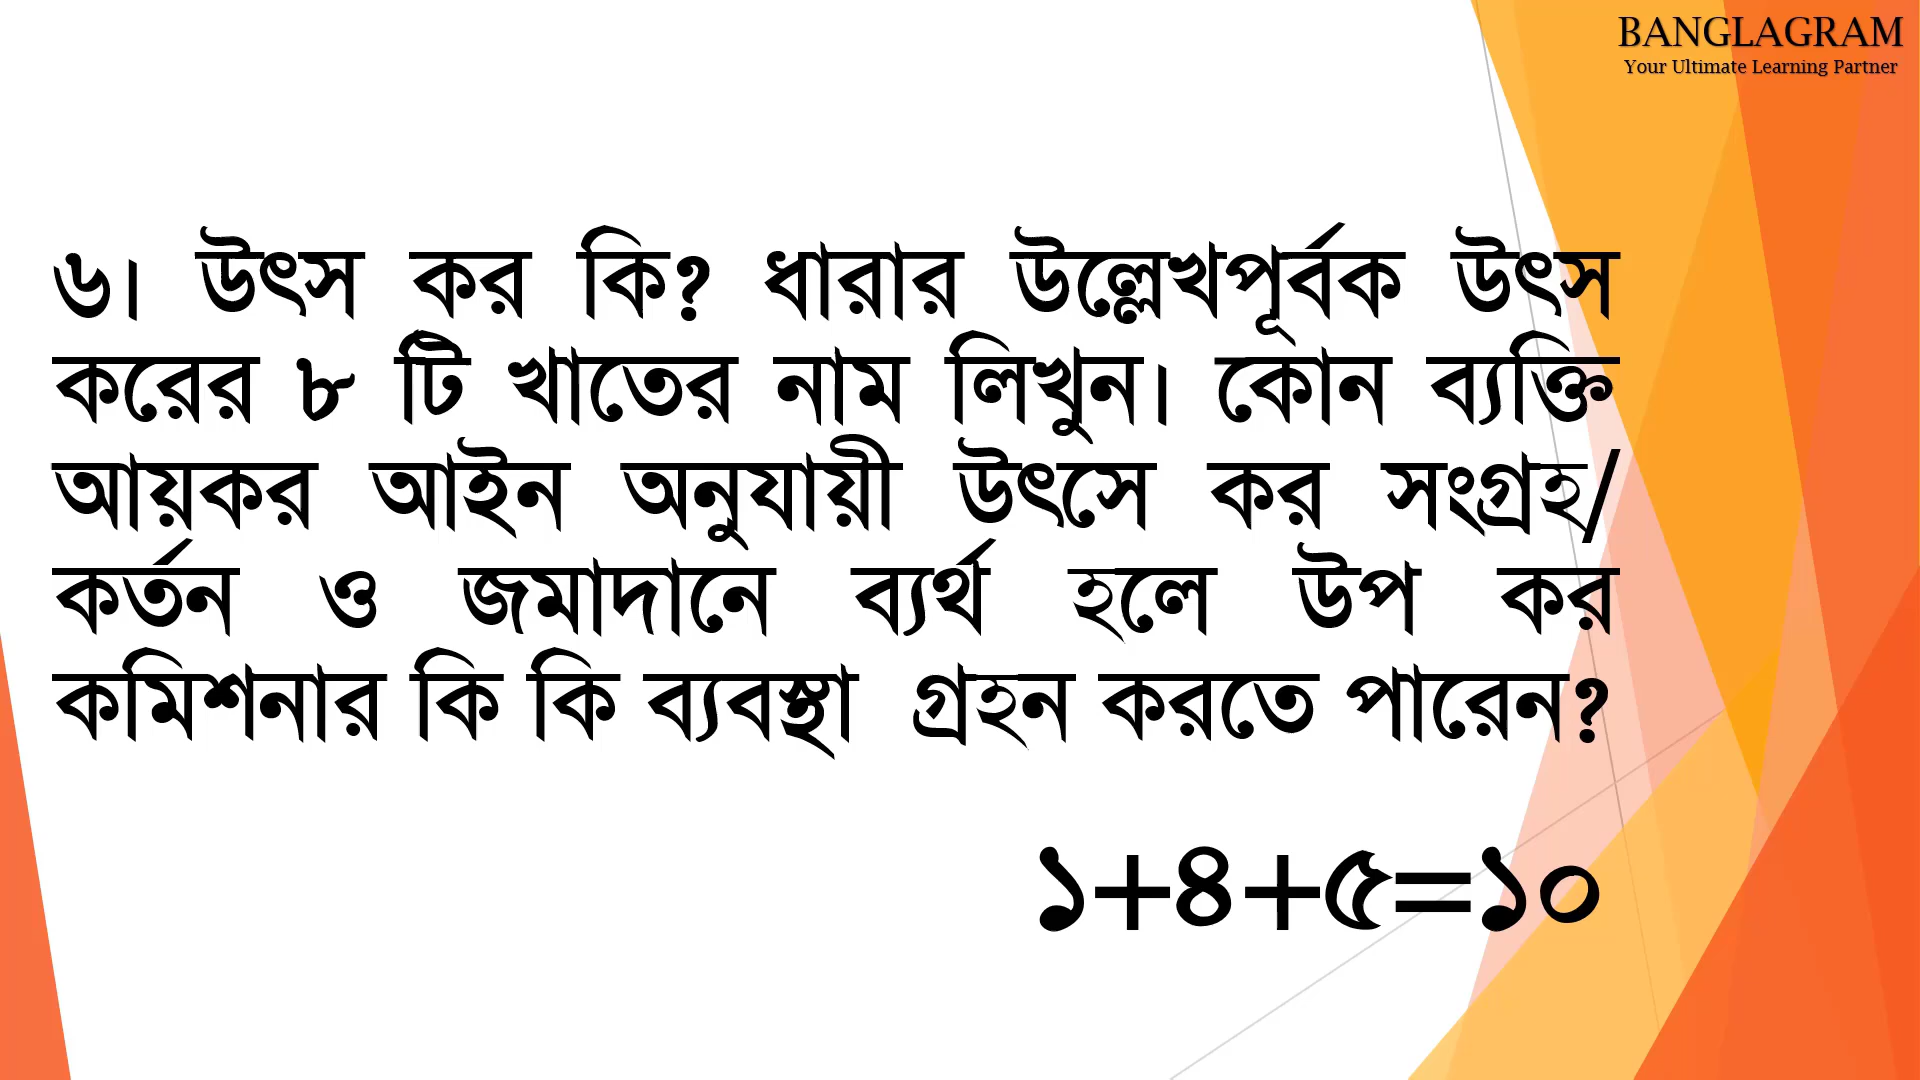 BANGLAGRAM
Your Ultimate Learning Partner
৬। উৎস কর কি? ধারার উল্লেখপূর্বক উৎস
করের ৮ টি খাতের নাম লিখুন। কোন ব্যক্তি
আয়কর আইন অনুযায়ী উৎসে কর সংগ্রহ/
কর্তন ও জমাদানে ব্যর্থ হলে উপ কর
কমিশনার কি কি ব্যবস্থা গ্রহন করতে পারেন?
১+৪+৫=১০